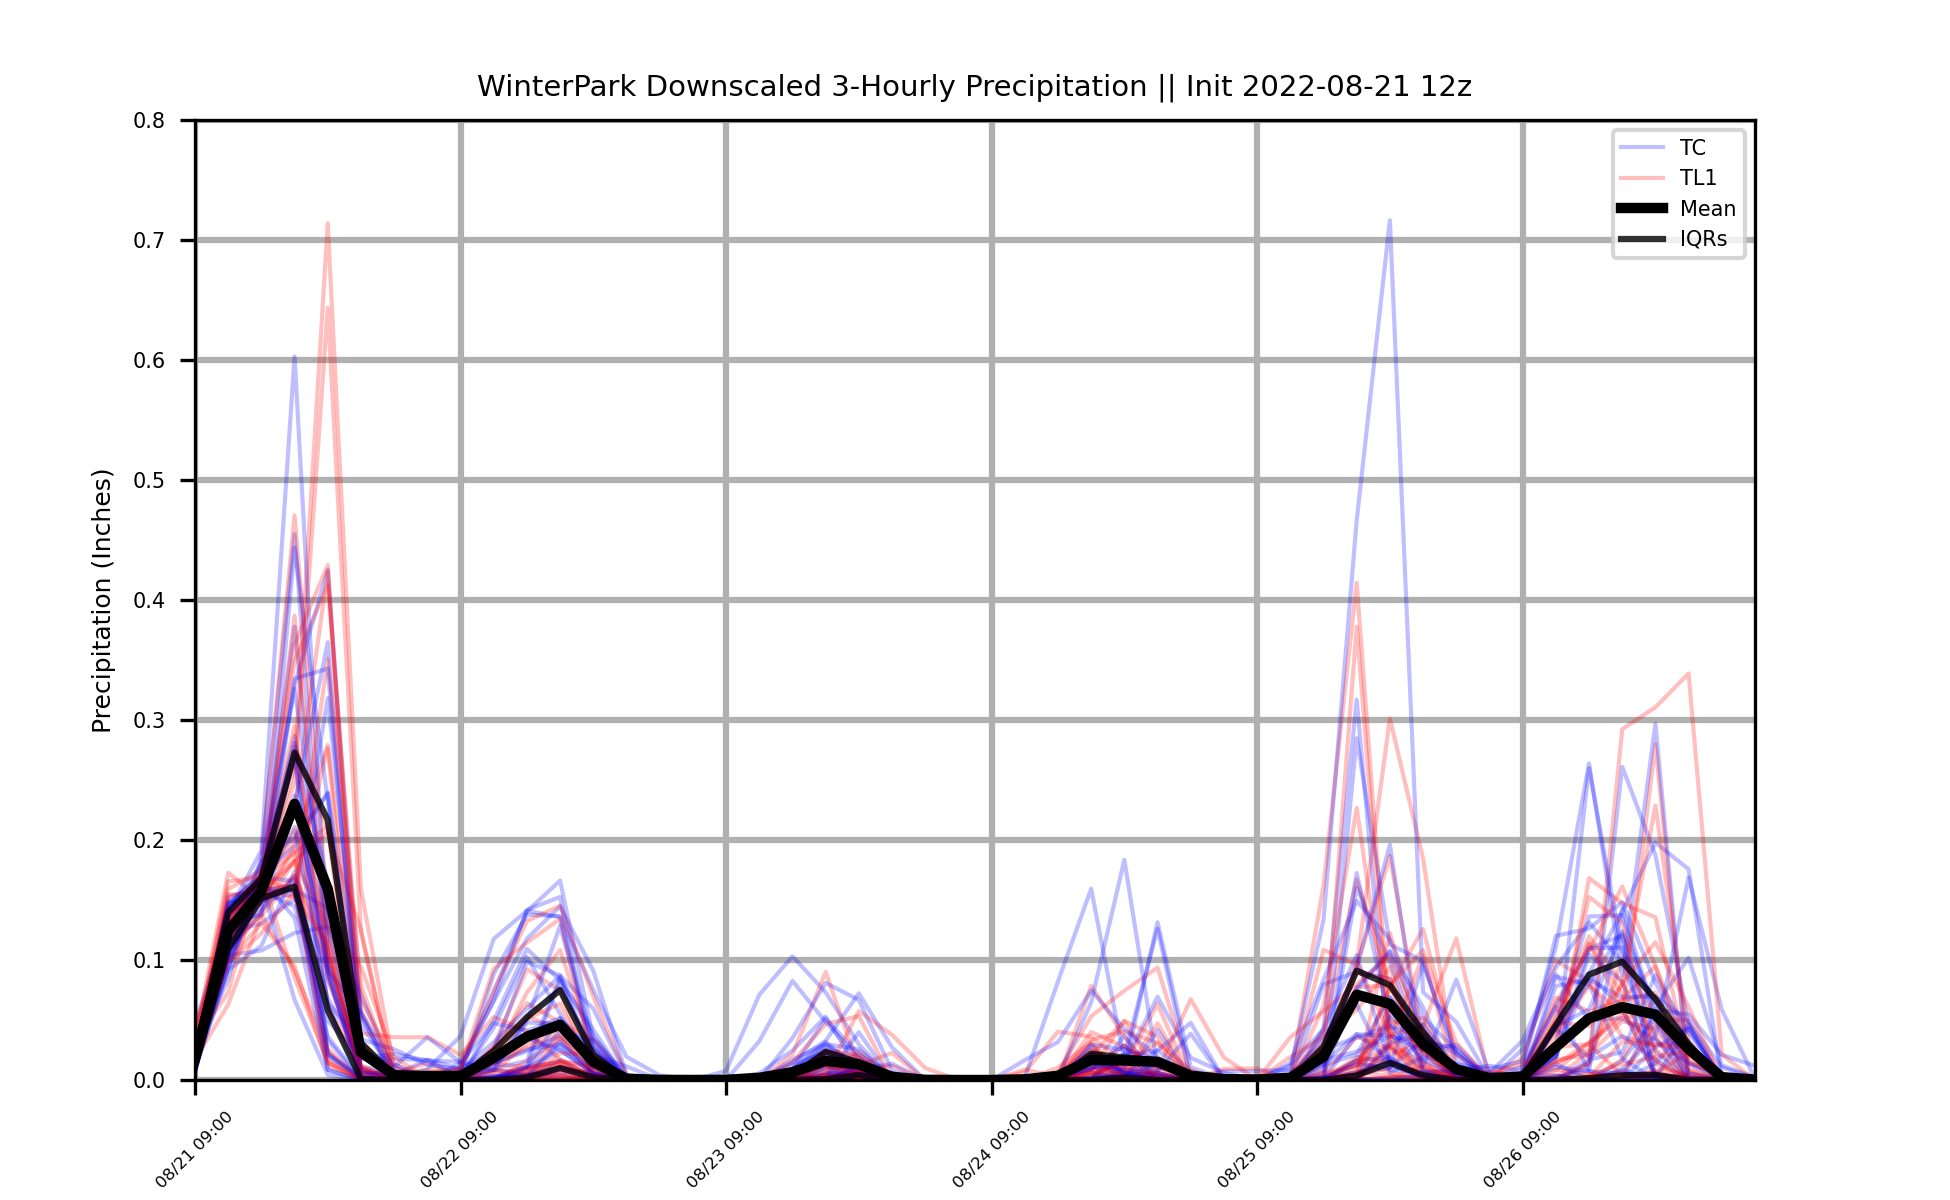 WinterPark Downscaled 3-Hourly Precipitation || Init 2022-08-21 12z
Precipitation (Inches)
0.8
0.7
0.6
0.5
0.4
0.3
0.2
0.1
0.0
TC
TL1
Mean
IQRs
08/21 09:00
08/22 09:00
08/23 09:00
08/24 09:00
08/25 09:00
08/26 09:00